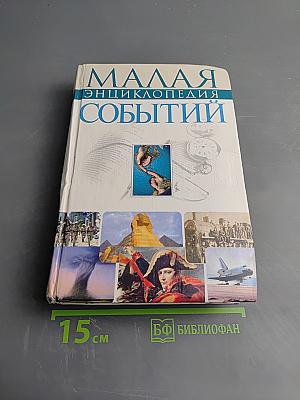 МАЛАЯ
ЭНЦИКЛОПЕДИЯ
СОБЫТИЙ
15 см
БФ БИБЛИОФАН